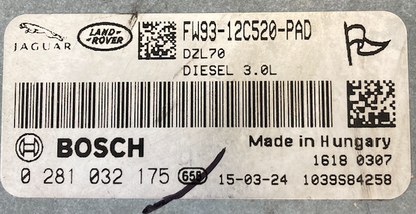 JAGUAR
LAND-
ROVER
FW93-12C520-PAD
DZL70
DIESEL 3.0L
BOSCH
Made in Hungary
1618 0307
0 281 032 175 G50 15-03-24 1039S84258